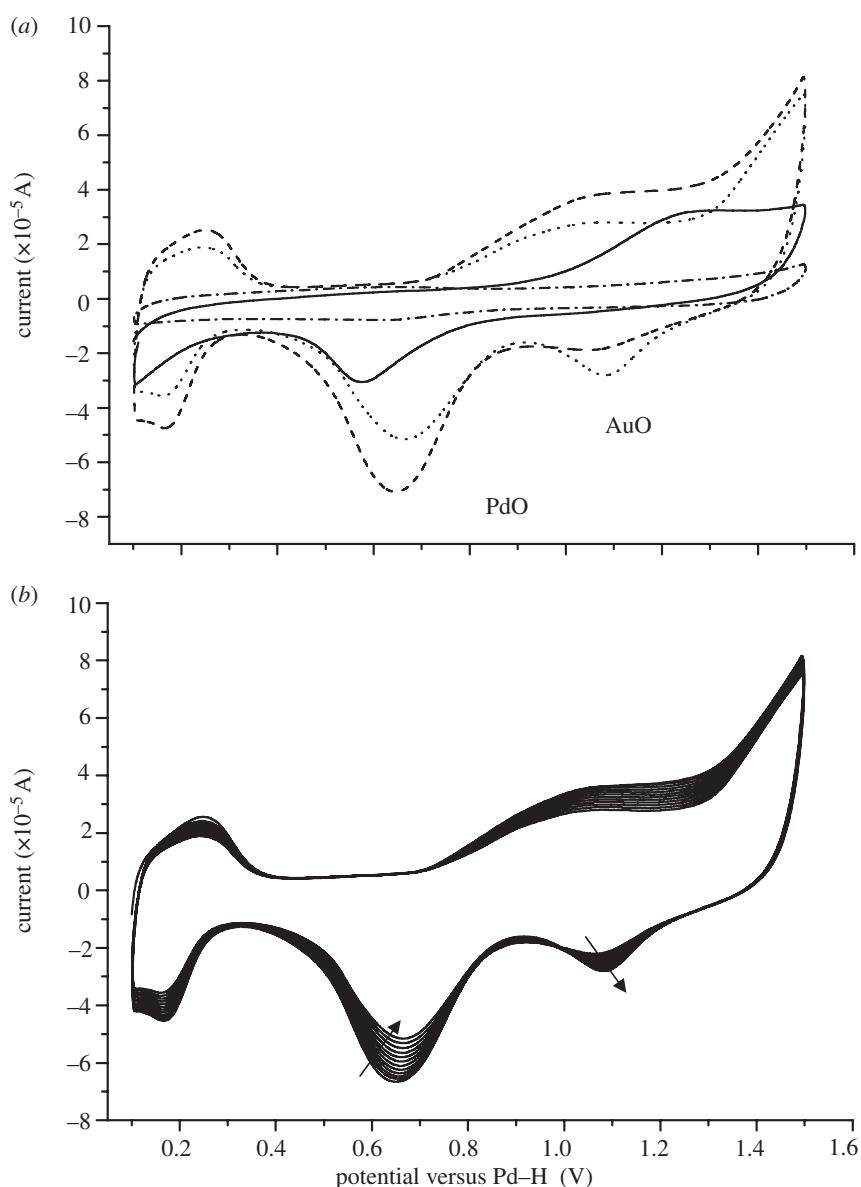 (a)
10
8
6
4
2
0
−2
−4
−6
−8
current (×10⁻⁵ A)
AuO
PdO
(b)
10
8
6
4
2
0
−2
−4
−6
−8
current (×10⁻⁵ A)
0.2 0.4 0.6 0.8 1.0 1.2 1.4 1.6
potential versus Pd–H (V)